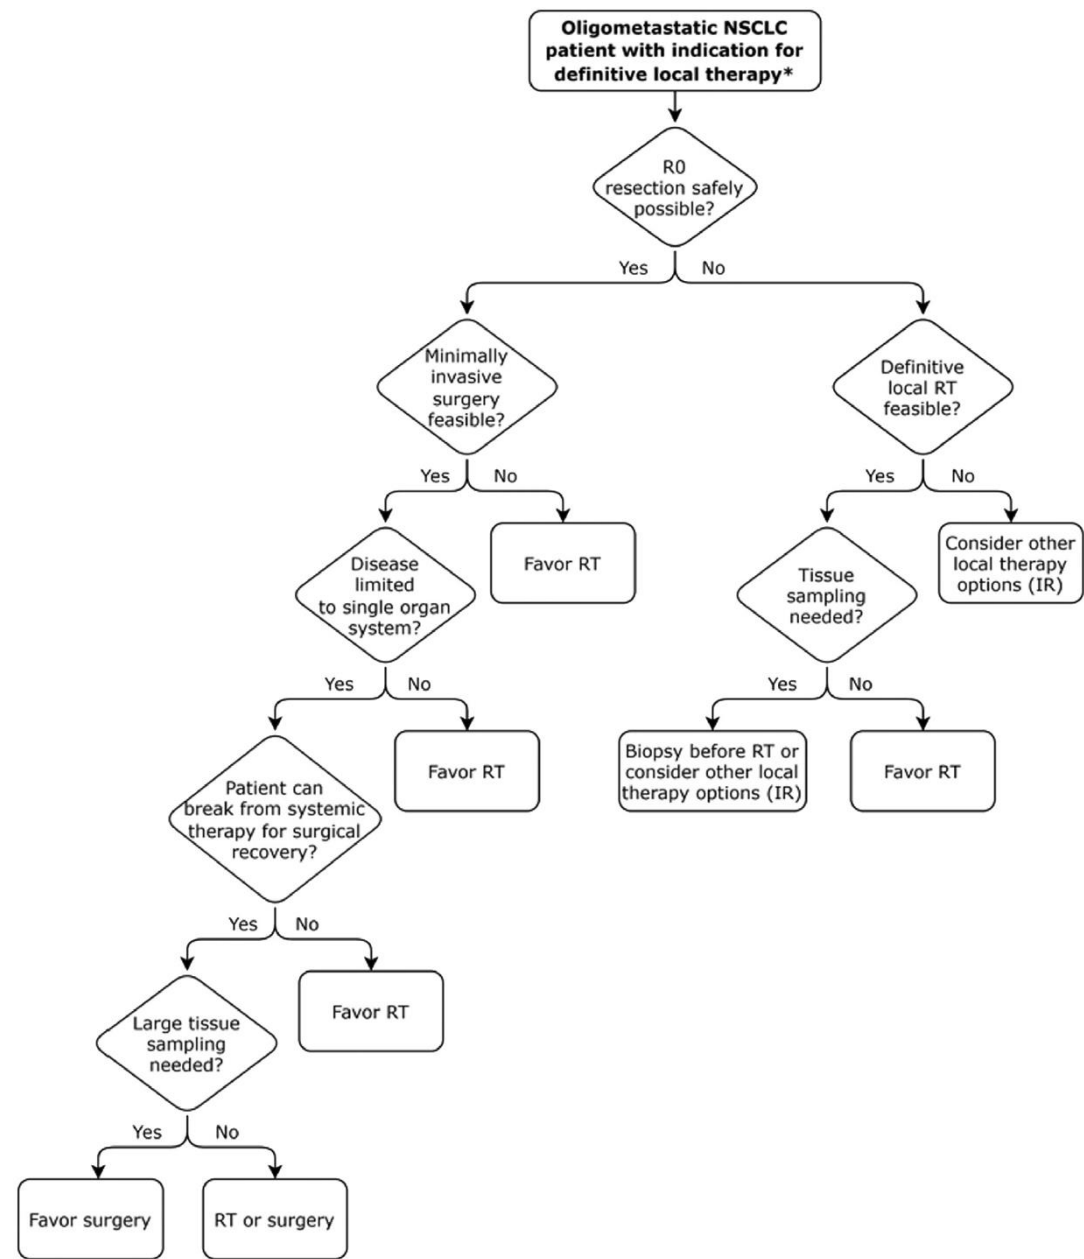 Oligometastatic NSCLC
patient with indication for
definitive local therapy*
R0
resection safely
possible?
Yes
No
Minimally
invasive
surgery
feasible?
Definitive
local RT
feasible?
Yes
No
Yes
No
Disease
limited
to single organ
system?
Favor RT
Tissue
sampling
needed?
Consider other
local therapy
options (IR)
Yes
No
Yes
No
Patient can
break from systemic
therapy for surgical
recovery?
Favor RT
Biopsy before RT or
consider other local
therapy options (IR)
Favor RT
Yes
No
Large tissue
sampling
needed?
Favor RT
Yes
No
Favor surgery
RT or surgery